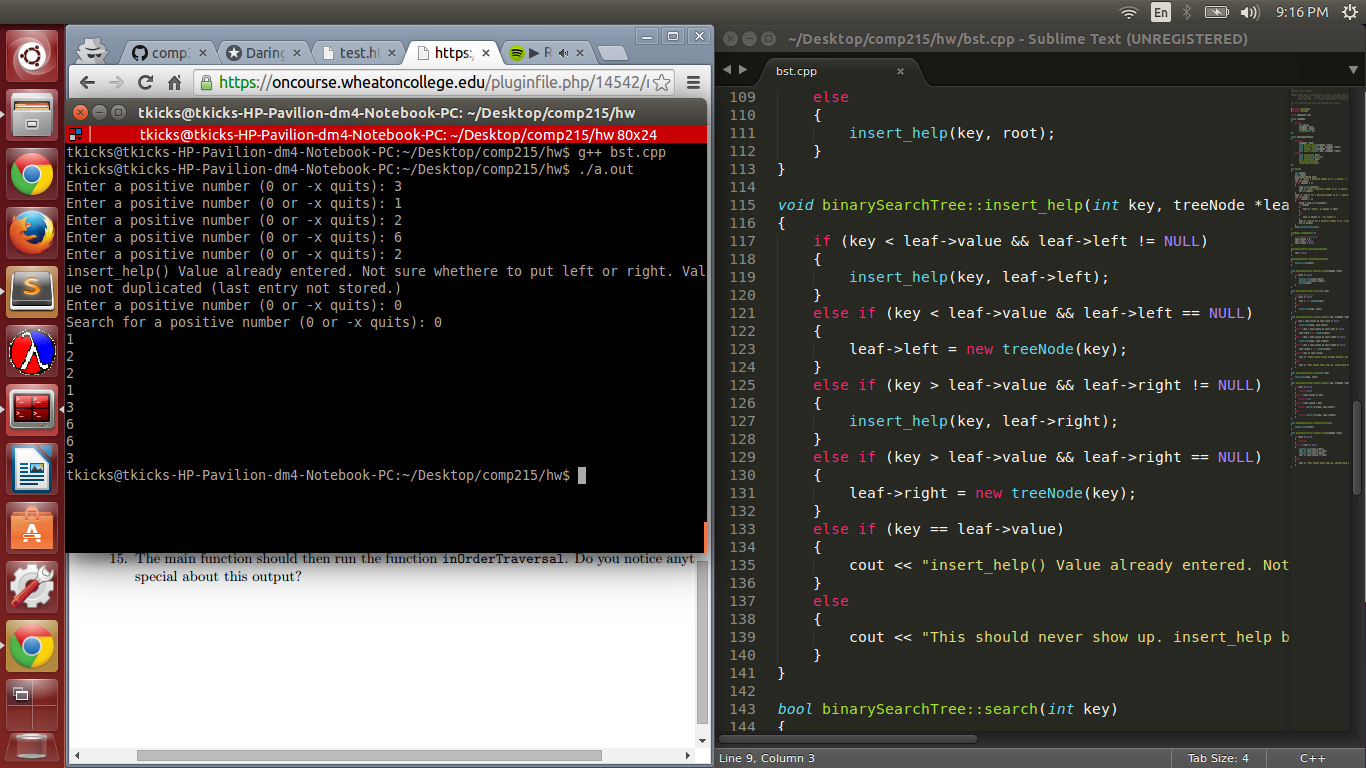 En
9:16 PM
comp:
Daring
test.hl
https:
R
https://oncourse.wheatoncollege.edu/pluginfile.php/14542/
tkicks@tkicks-HP-Pavilion-dm4-Notebook-PC: ~/Desktop/comp215/hw
tkicks@tkicks-HP-Pavilion-dm4-Notebook-PC: ~/Desktop/comp215/hw 80x24
tkicks@tkicks-HP-Pavilion-dm4-Notebook-PC:~/Desktop/comp215/hw$ g++ bst.cpp
tkicks@tkicks-HP-Pavilion-dm4-Notebook-PC:~/Desktop/comp215/hw$ ./a.out
Enter a positive number (0 or -x quits): 3
Enter a positive number (0 or -x quits): 1
Enter a positive number (0 or -x quits): 2
Enter a positive number (0 or -x quits): 6
Enter a positive number (0 or -x quits): 2
insert_help() Value already entered. Not sure whethere to put left or right. Val
ue not duplicated (last entry not stored.)
Enter a positive number (0 or -x quits): 0
Search for a positive number (0 or -x quits): 0
1
2
2
1
3
6
6
3
tkicks@tkicks-HP-Pavilion-dm4-Notebook-PC:~/Desktop/comp215/hw$
15. The main function should then run the function inOrderTraversal. Do you notice anyt
special about this output?
~/Desktop/comp215/hw/bst.cpp - Sublime Text (UNREGISTERED)
bst.cpp
109 else
110 {
111 insert_help(key, root);
112 }
113 }
114
115 void binarySearchTree::insert_help(int key, treeNode *lea
116 {
117 if (key < leaf->value && leaf->left != NULL)
118 {
119 insert_help(key, leaf->left);
120 }
121 else if (key < leaf->value && leaf->left == NULL)
122 {
123 leaf->left = new treeNode(key);
124 }
125 else if (key > leaf->value && leaf->right != NULL)
126 {
127 insert_help(key, leaf->right);
128 }
129 else if (key > leaf->value && leaf->right == NULL)
130 {
131 leaf->right = new treeNode(key);
132 }
133 else if (key == leaf->value)
134 {
135 cout << "insert_help() Value already entered. Not
136 }
137 else
138 {
139 cout << "This should never show up. insert_help b
140 }
141 }
142
143 bool binarySearchTree::search(int key)
144 {
Line 9, Column 3
Tab Size: 4
C++